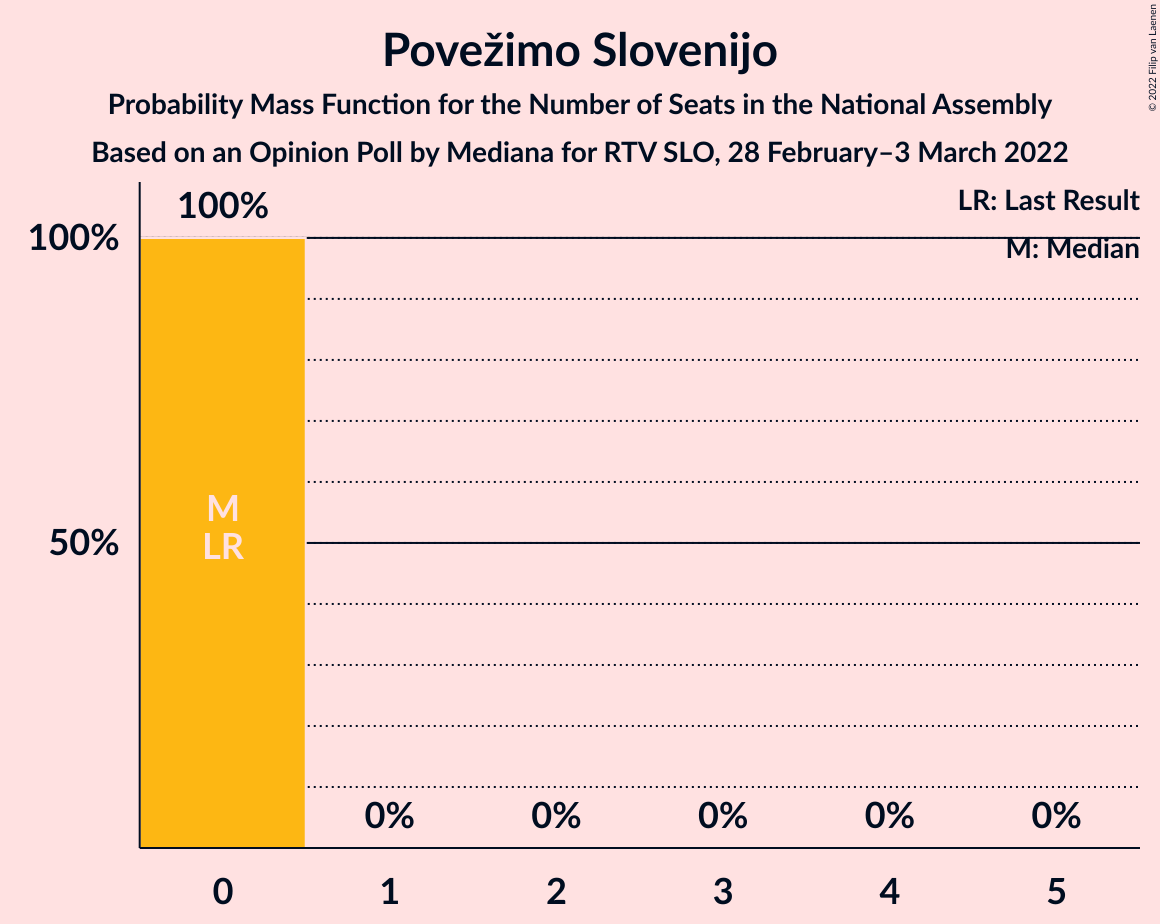 Povežimo Slovenijo
Probability Mass Function for the Number of Seats in the National Assembly
Based on an Opinion Poll by Mediana for RTV SLO, 28 February–3 March 2022
© 2022 Filip van Laenen
LR: Last Result
M: Median
100%
100%
50%
M
LR
0% 0% 0% 0% 0%
0 1 2 3 4 5